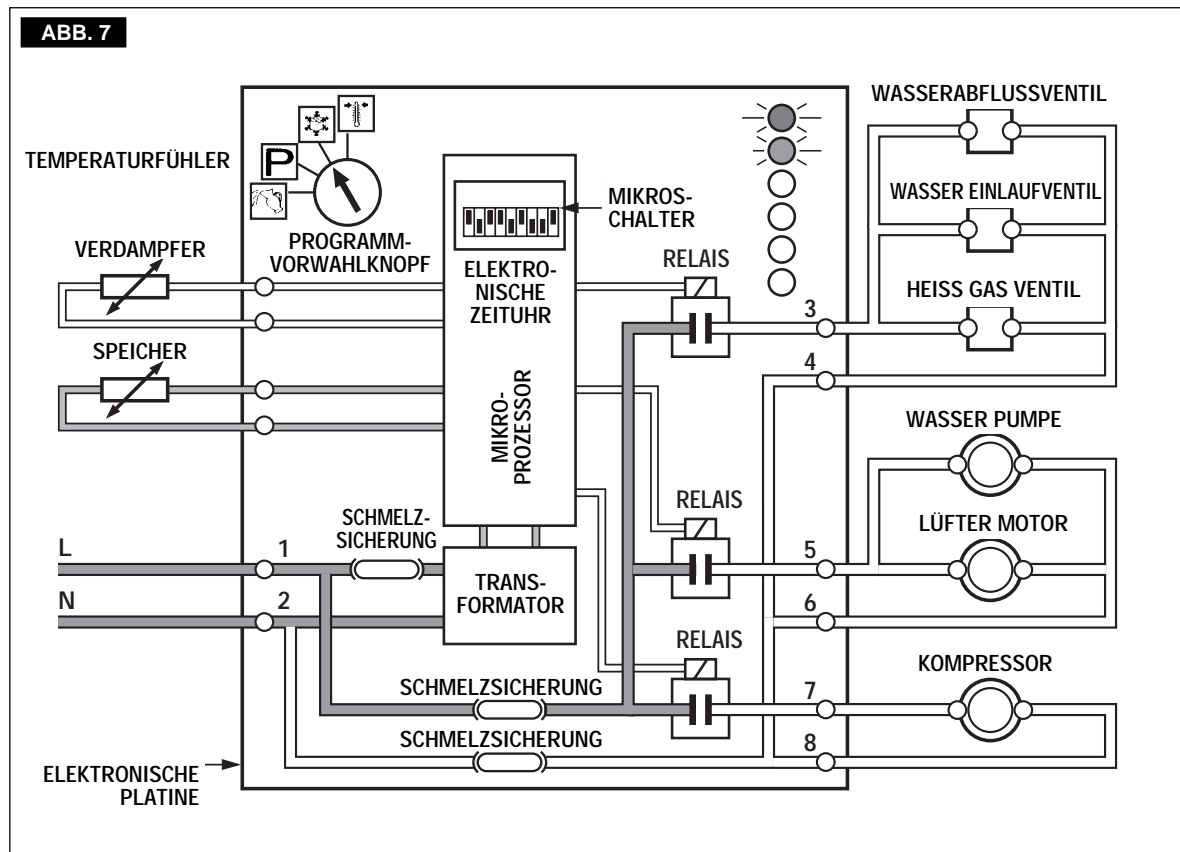 ABB. 7
TEMPERATURFÜHLER
P
PROGRAMM-
VORWAHLKNOPF
VERDAMPFER
SPEICHER
MIKROS-
CHALTER
ELEKTRO-
NISCHE
ZEITUHR
MIKRO-
PROZESSOR
RELAIS
WASSERABFLUSSVENTIL
WASSER EINLAUFVENTIL
HEISS GAS VENTIL
3
4
WASSER PUMPE
LÜFTER MOTOR
RELAIS
5
6
L
N
1
2
SCHMELZ-
SICHERUNG
TRANS-
FORMATOR
RELAIS
KOMPRESSOR
7
8
SCHMELZSICHERUNG
SCHMELZSICHERUNG
ELEKTRONISCHE
PLATINE